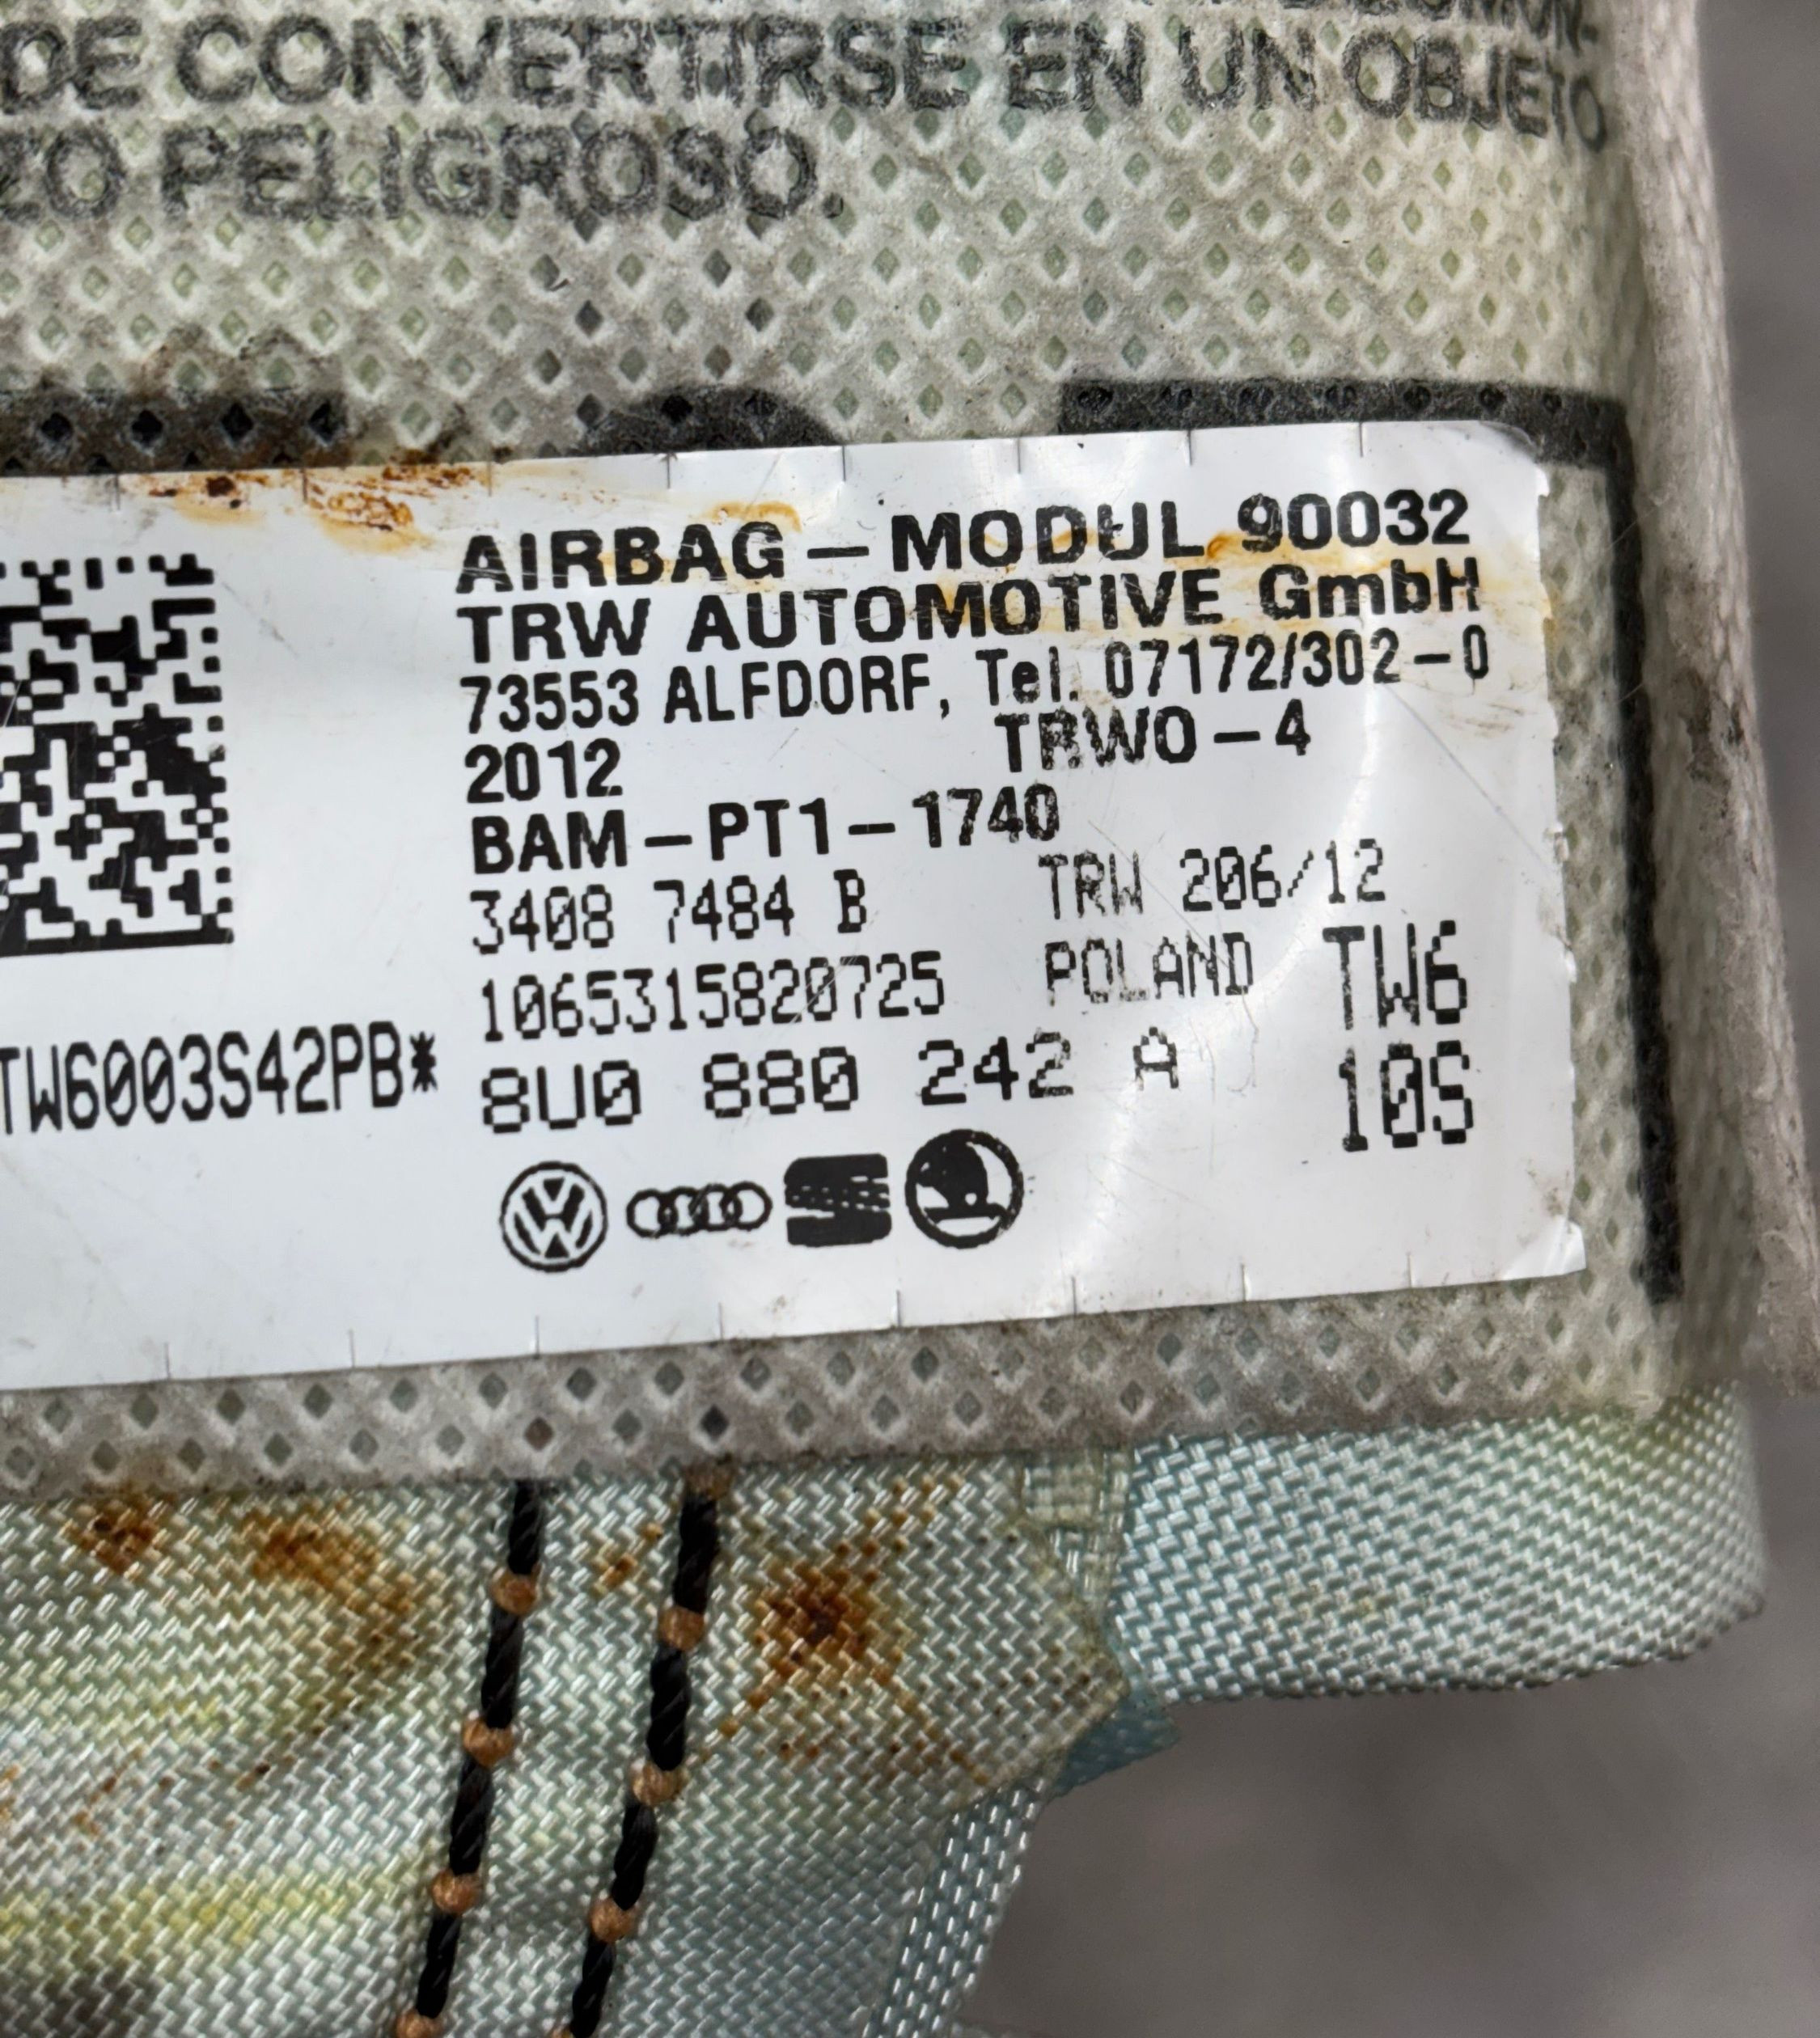 DE CONVERTIRSE EN UN OBJETO
PELIGROSO.
AIRBAG – MODUL 90032
TRW AUTOMOTIVE GmbH
73553 ALFDORF, Tel. 07172/302-0
2012 TRWO-4
BAM-PT1-1740
3408 7484 B TRW 206/12
1065315820725 POLAND TW6
TW6003S42PB* 8U0 880 242 A 10S